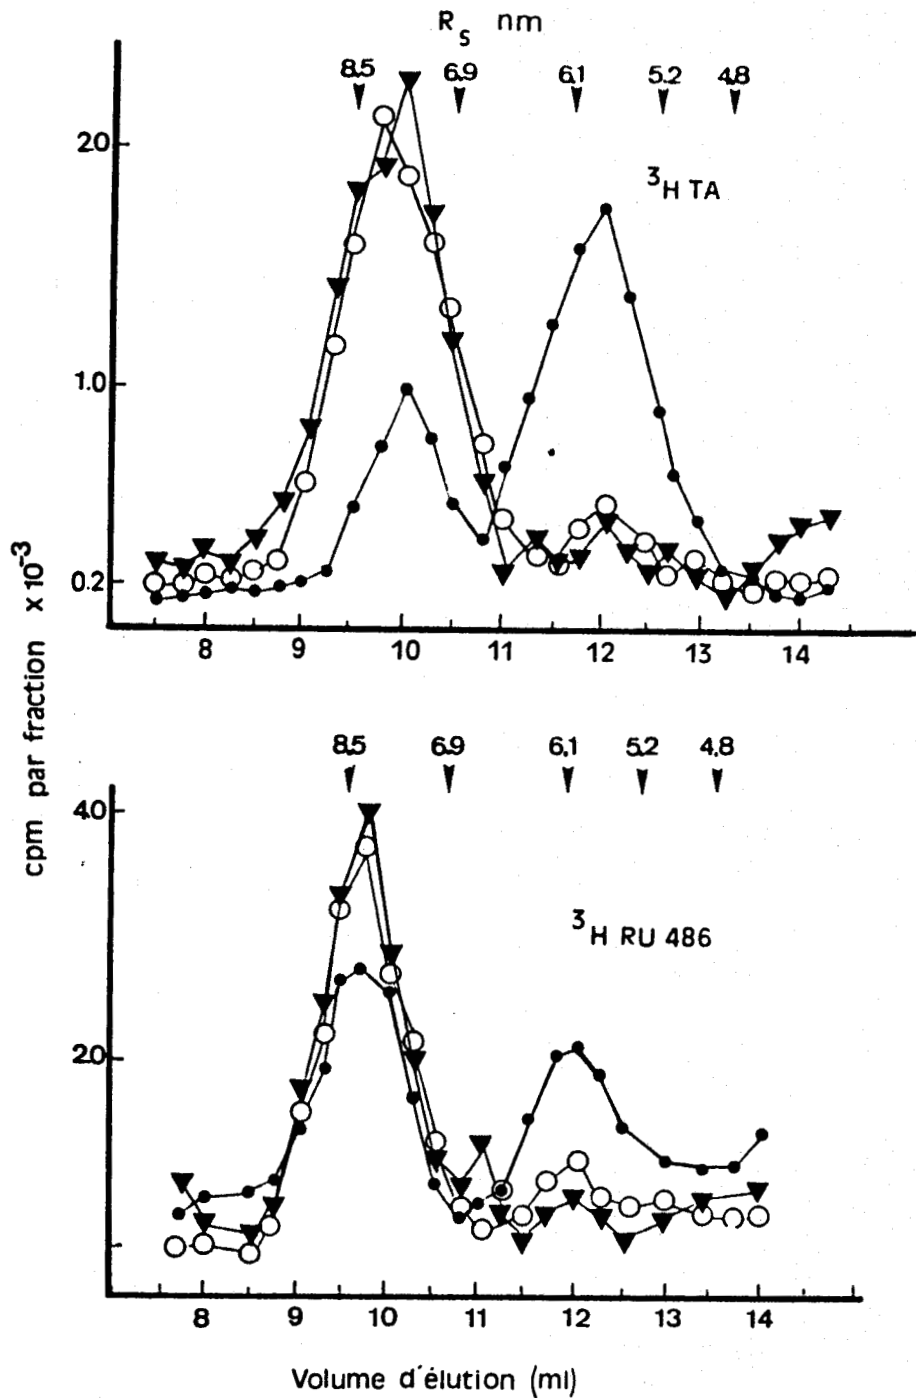 Rs nm
8.5 6.9 6.1 5.2 4.8
20
³H TA
1.0
0.2
8 9 10 11 12 13 14
cpm par fraction x10⁻³
8.5 6.9 6.1 5.2 4.8
40
³H RU 486
20
8 9 10 11 12 13 14
Volume d'élution (ml)